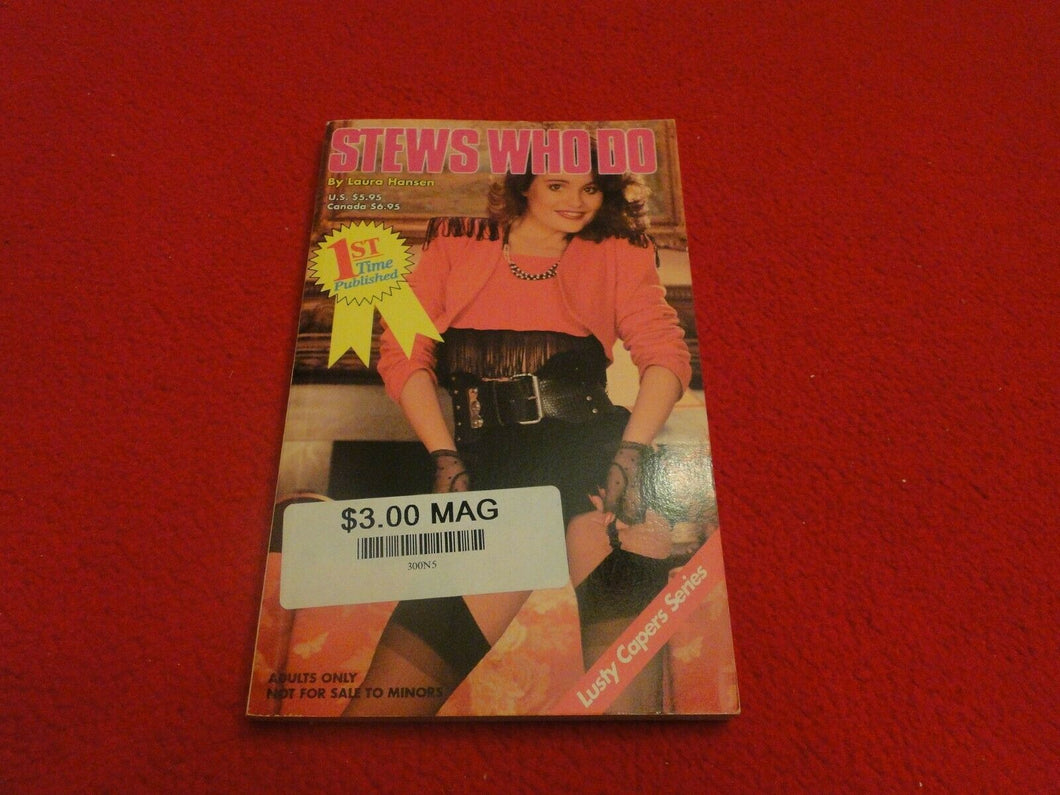 STEWS WHO DO
By Laura Hansen
U.S. $5.95
Canada $6.95
1ST
Time
Published
$3.00 MAG
300N5
Lusty Capers Series
ADULTS ONLY
NOT FOR SALE TO MINORS